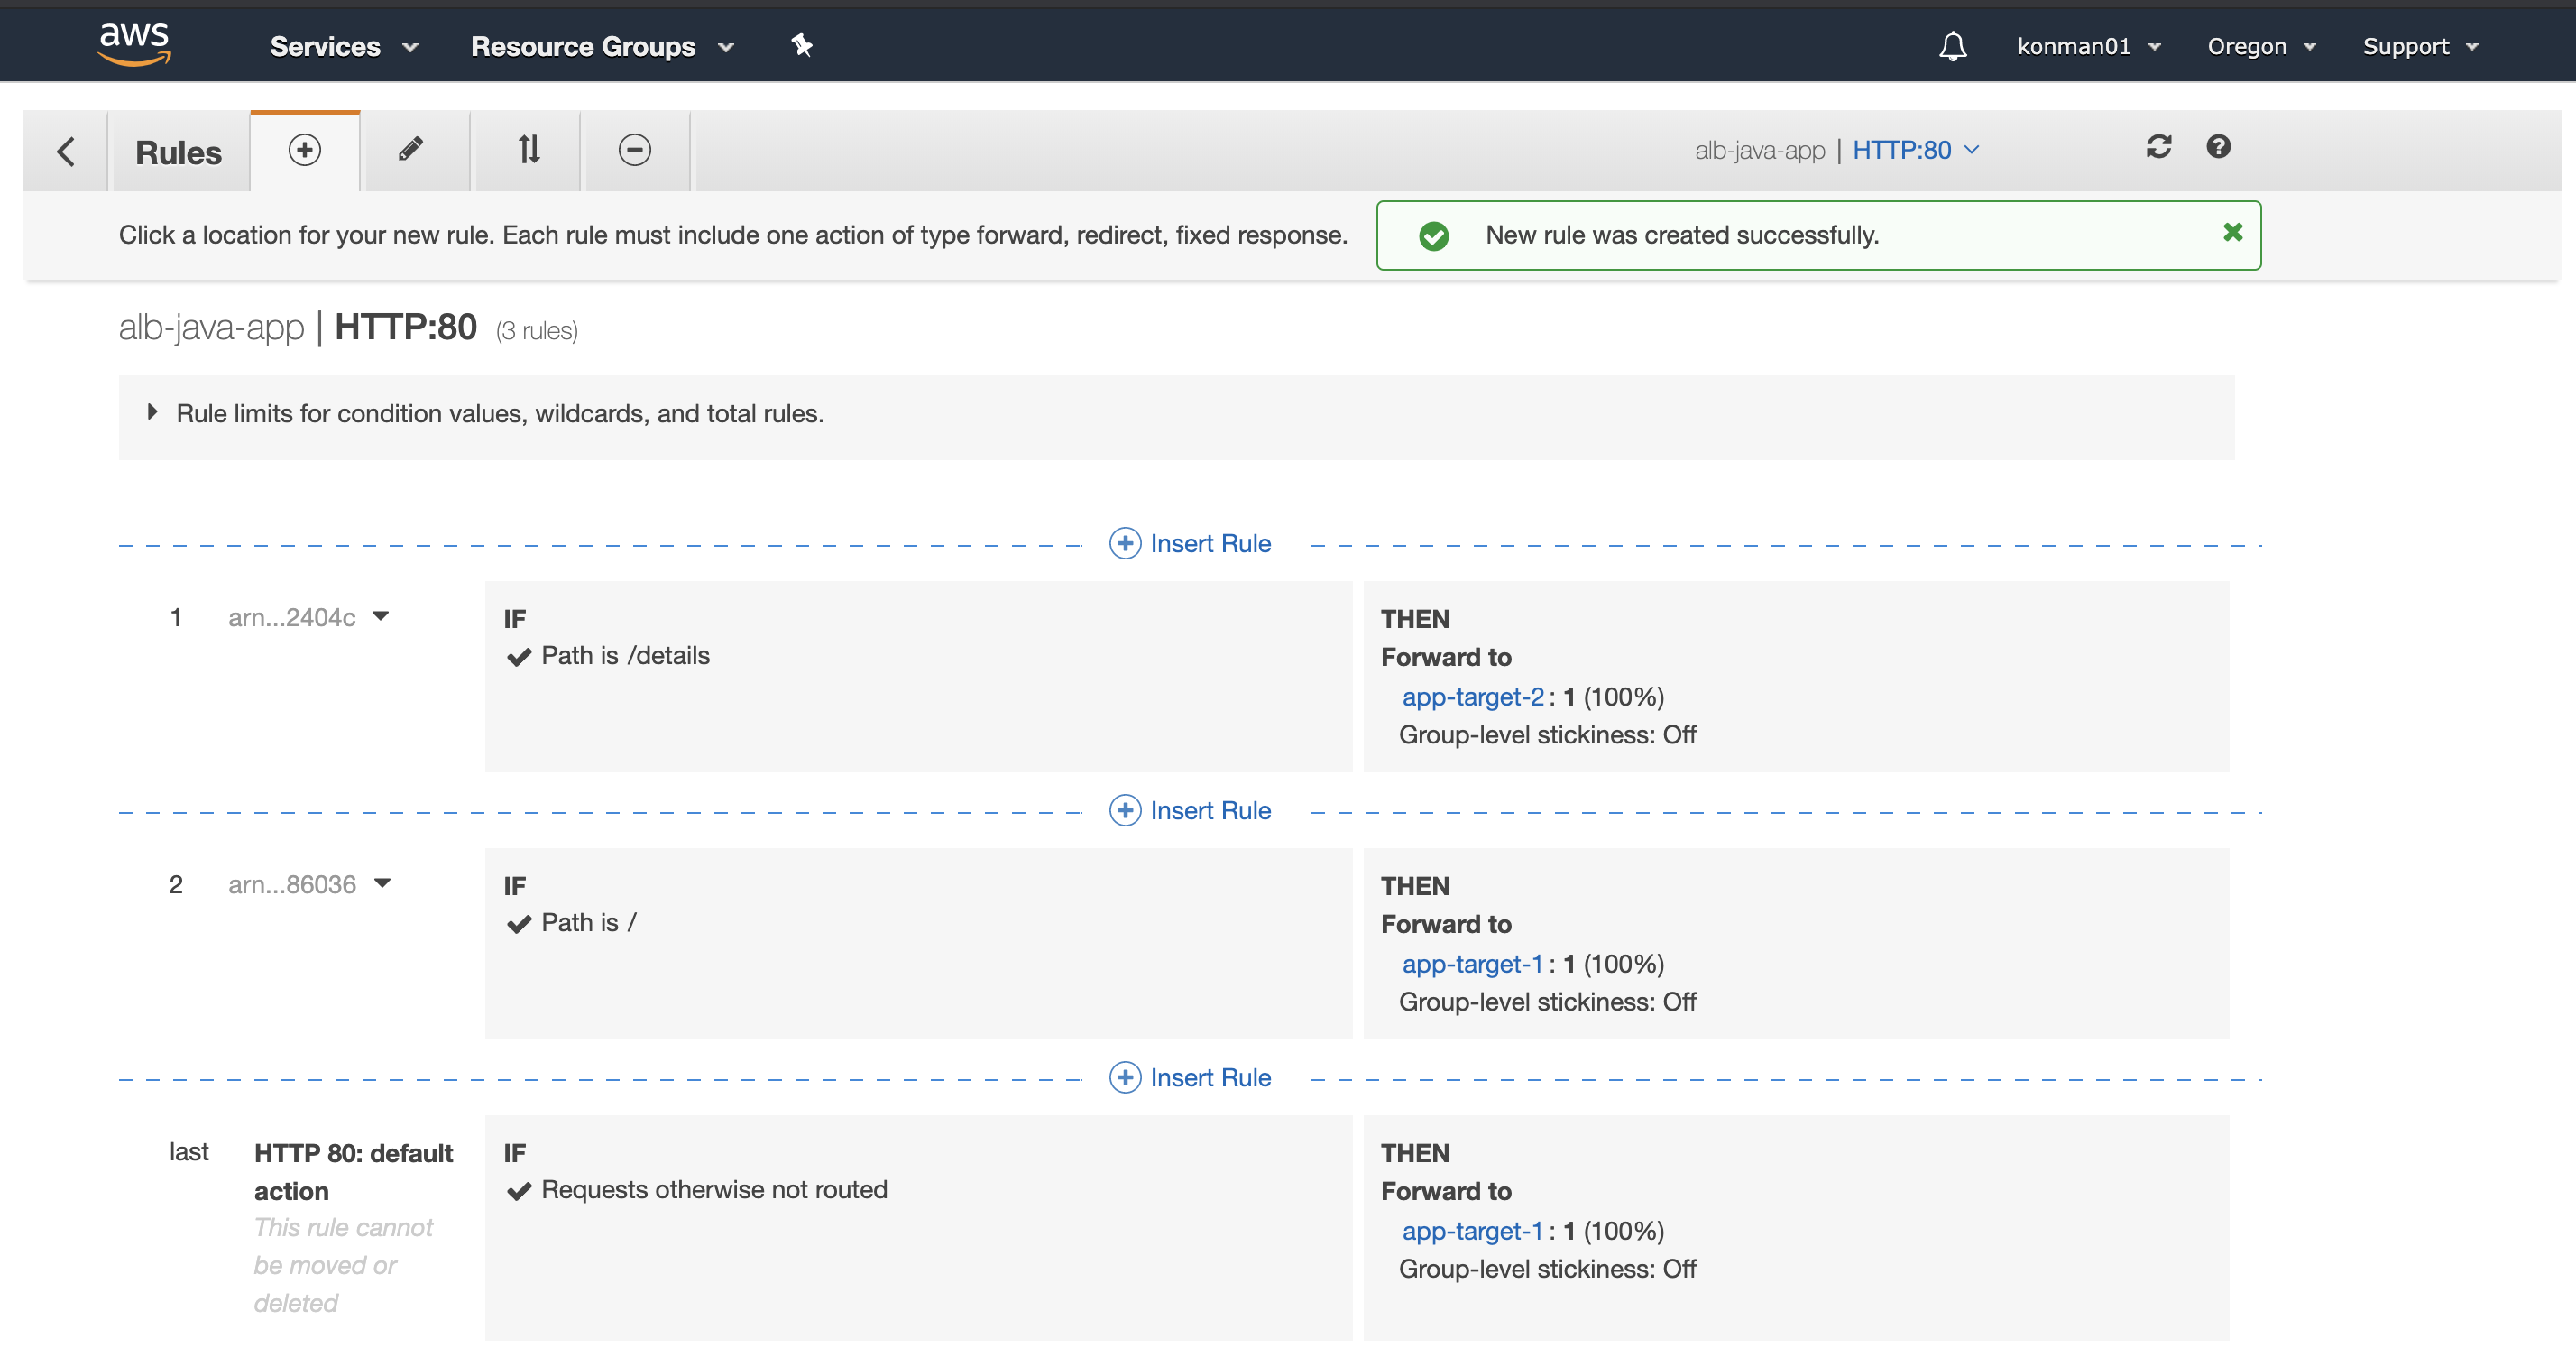 aws Services Resource Groups konman01 Oregon Support
Rules alb-java-app | HTTP:80
Click a location for your new rule. Each rule must include one action of type forward, redirect, fixed response. New rule was created successfully.
alb-java-app | HTTP:80 (3 rules)
Rule limits for condition values, wildcards, and total rules.
Insert Rule
1 arn...2404c IF THEN
Path is /details Forward to
app-target-2 : 1 (100%)
Group-level stickiness: Off
Insert Rule
2 arn...86036 IF THEN
Path is / Forward to
app-target-1 : 1 (100%)
Group-level stickiness: Off
Insert Rule
last HTTP 80: default IF THEN
action Requests otherwise not routed Forward to
This rule cannot app-target-1 : 1 (100%)
be moved or Group-level stickiness: Off
deleted